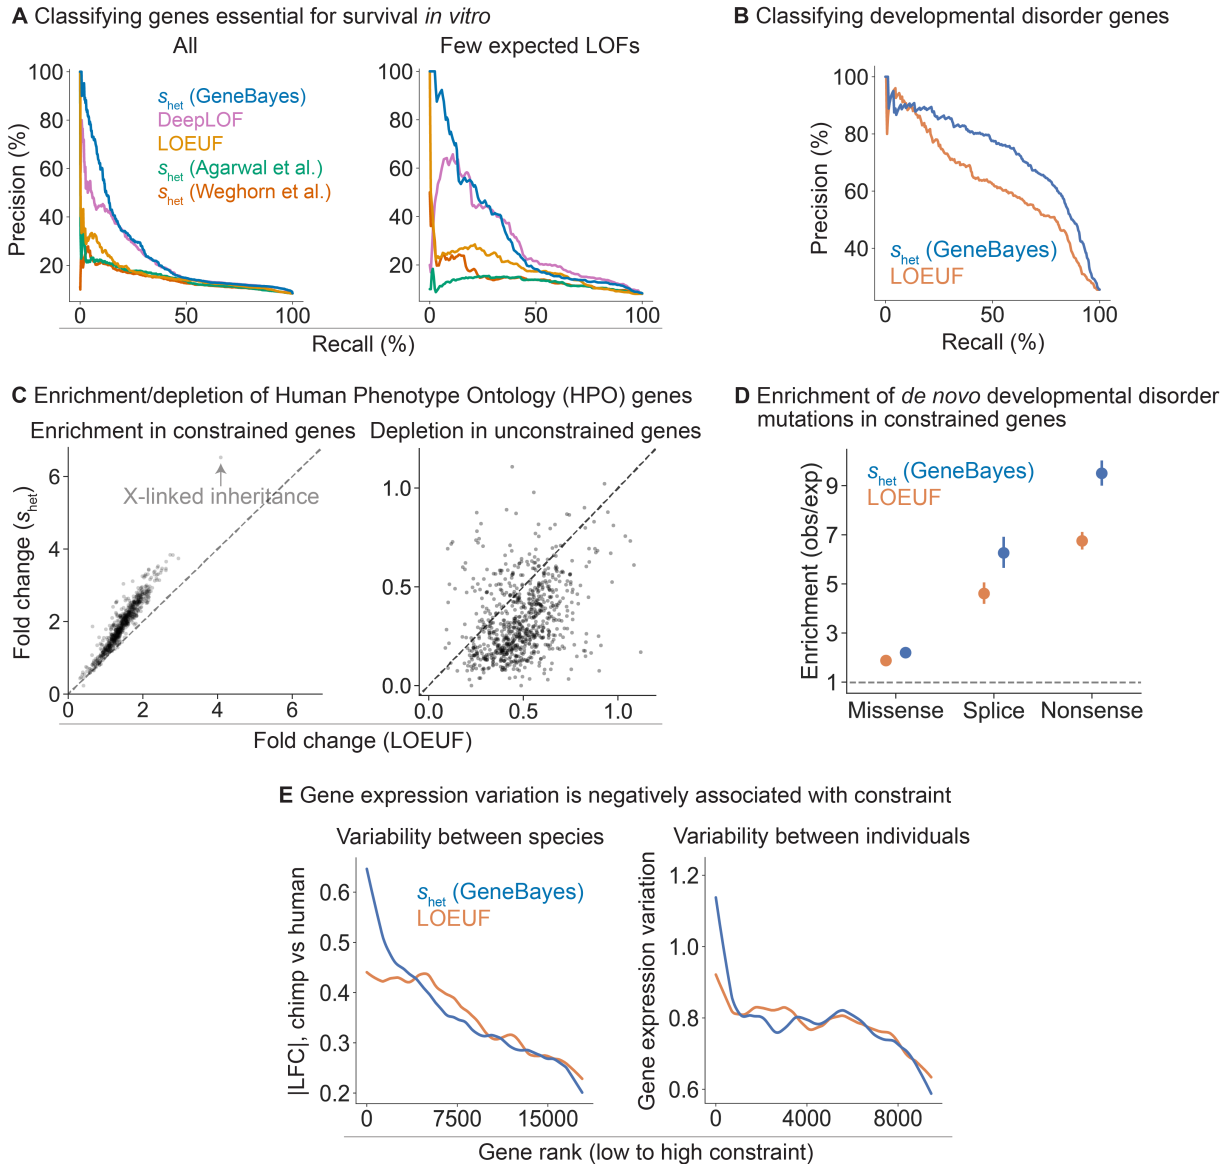 A Classifying genes essential for survival in vitro
All
Few expected LOFs
Precision (%)
100
80
60
40
20
0
50
100
shet (GeneBayes)
DeepLOF
LOEUF
shet (Agarwal et al.)
shet (Weghorn et al.)
100
80
60
40
20
0
50
100
Recall (%)
B Classifying developmental disorder genes
Precision (%)
100
80
60
40
shet (GeneBayes)
LOEUF
0
50
100
Recall (%)
C Enrichment/depletion of Human Phenotype Ontology (HPO) genes
Enrichment in constrained genes
Depletion in unconstrained genes
Fold change (shet)
6
4
2
0
X-linked inheritance
0
2
4
6
1.0
0.5
0.0
0.0
0.5
1.0
Fold change (LOEUF)
D Enrichment of de novo developmental disorder
mutations in constrained genes
Enrichment (obs/exp)
9
7
5
3
1
shet (GeneBayes)
LOEUF
Missense
Splice
Nonsense
E Gene expression variation is negatively associated with constraint
Variability between species
Variability between individuals
|LFC|, chimp vs human
0.6
0.5
0.4
0.3
0.2
shet (GeneBayes)
LOEUF
0
7500
15000
Gene expression variation
1.2
1.0
0.8
0.6
0
4000
8000
Gene rank (low to high constraint)